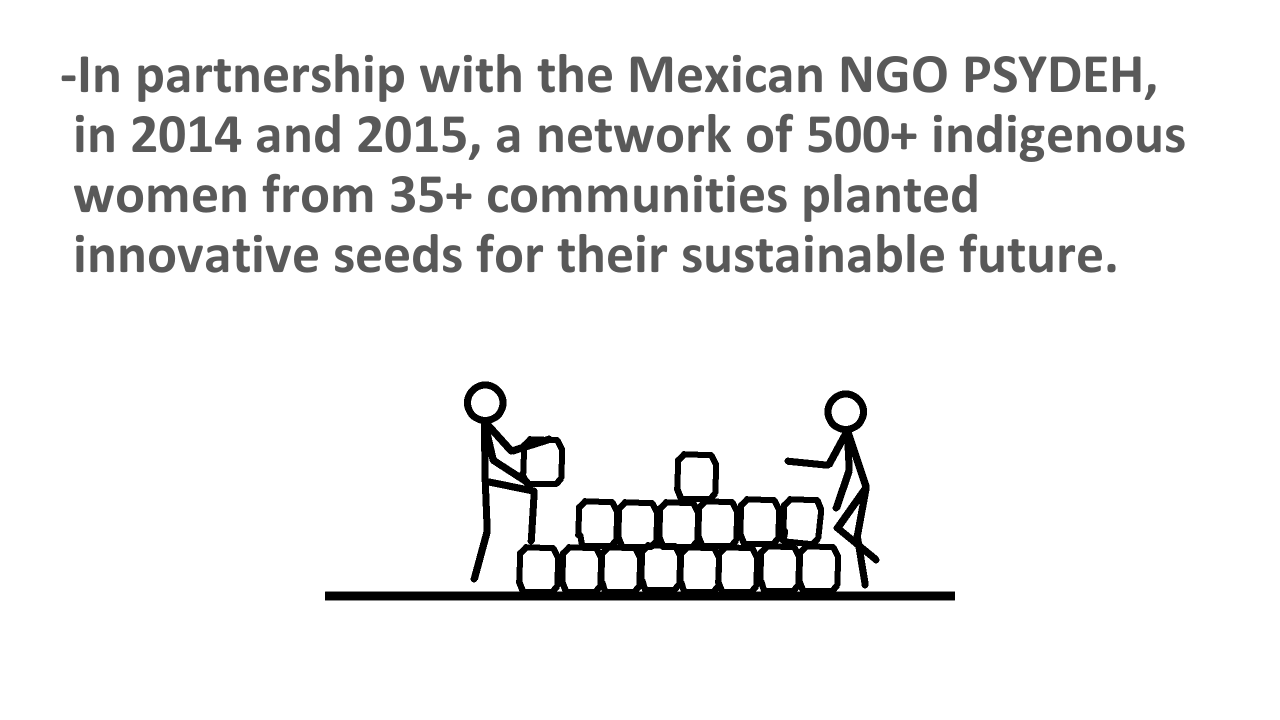 -In partnership with the Mexican NGO PSYDEH,
in 2014 and 2015, a network of 500+ indigenous
women from 35+ communities planted
innovative seeds for their sustainable future.